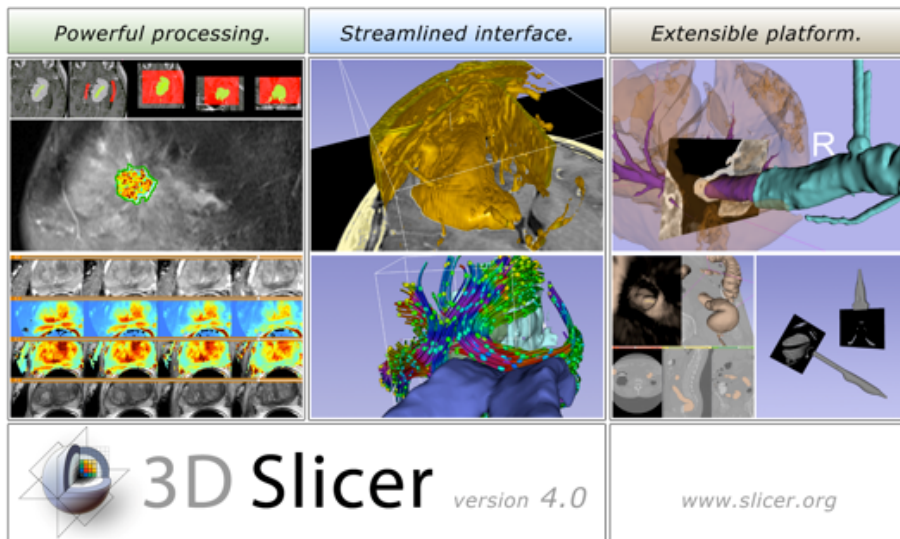 Powerful processing.
Streamlined interface.
Extensible platform.
R
3D Slicer version 4.0
www.slicer.org